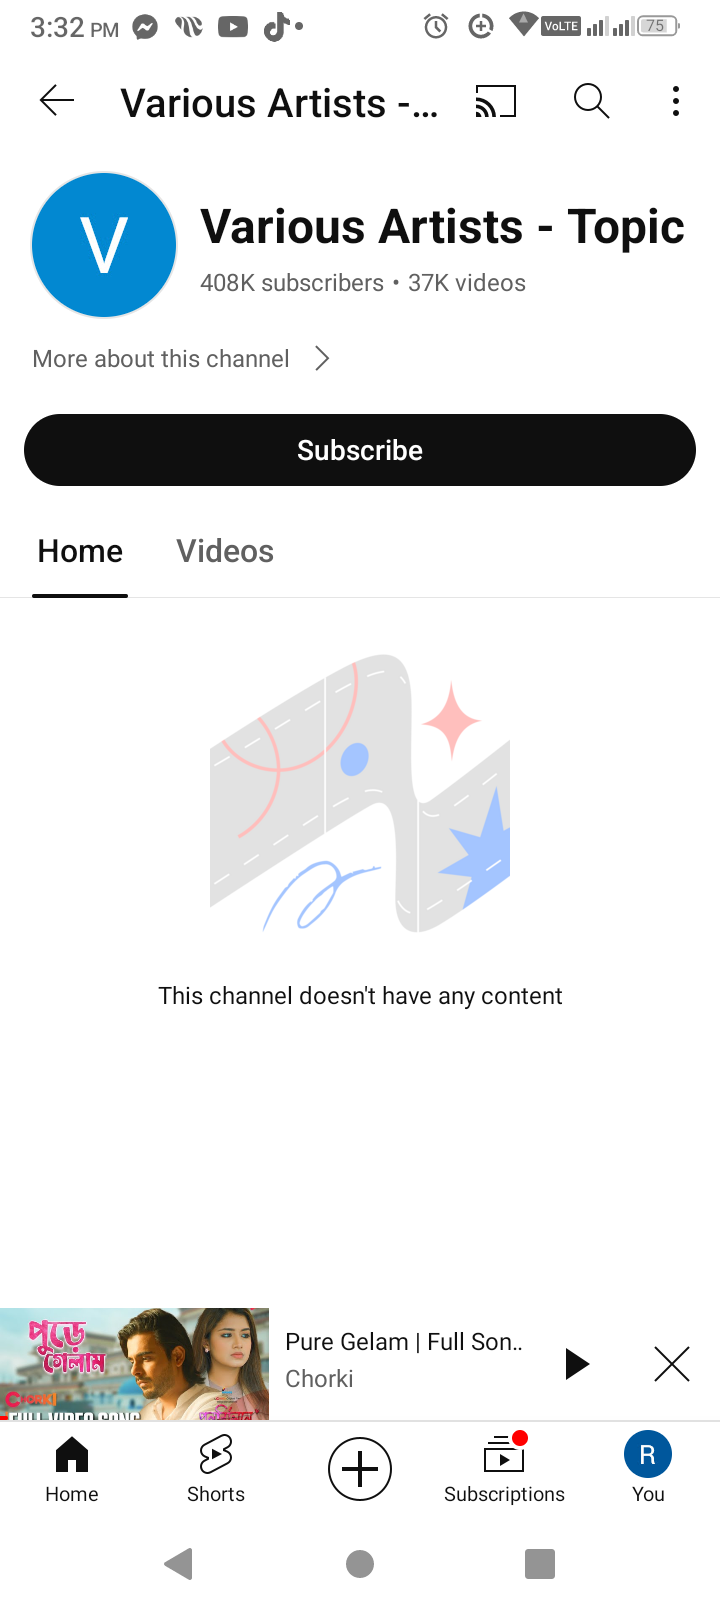 3:32 PM
VoLTE
75
Various Artists -...
V
Various Artists - Topic
408K subscribers • 37K videos
More about this channel
Subscribe
Home Videos
This channel doesn't have any content
পুড়ে
গেলাম
CHORKI
FULL VIDEO SONG
Pure Gelam | Full Son..
Chorki
Home
Shorts
Subscriptions
R
You